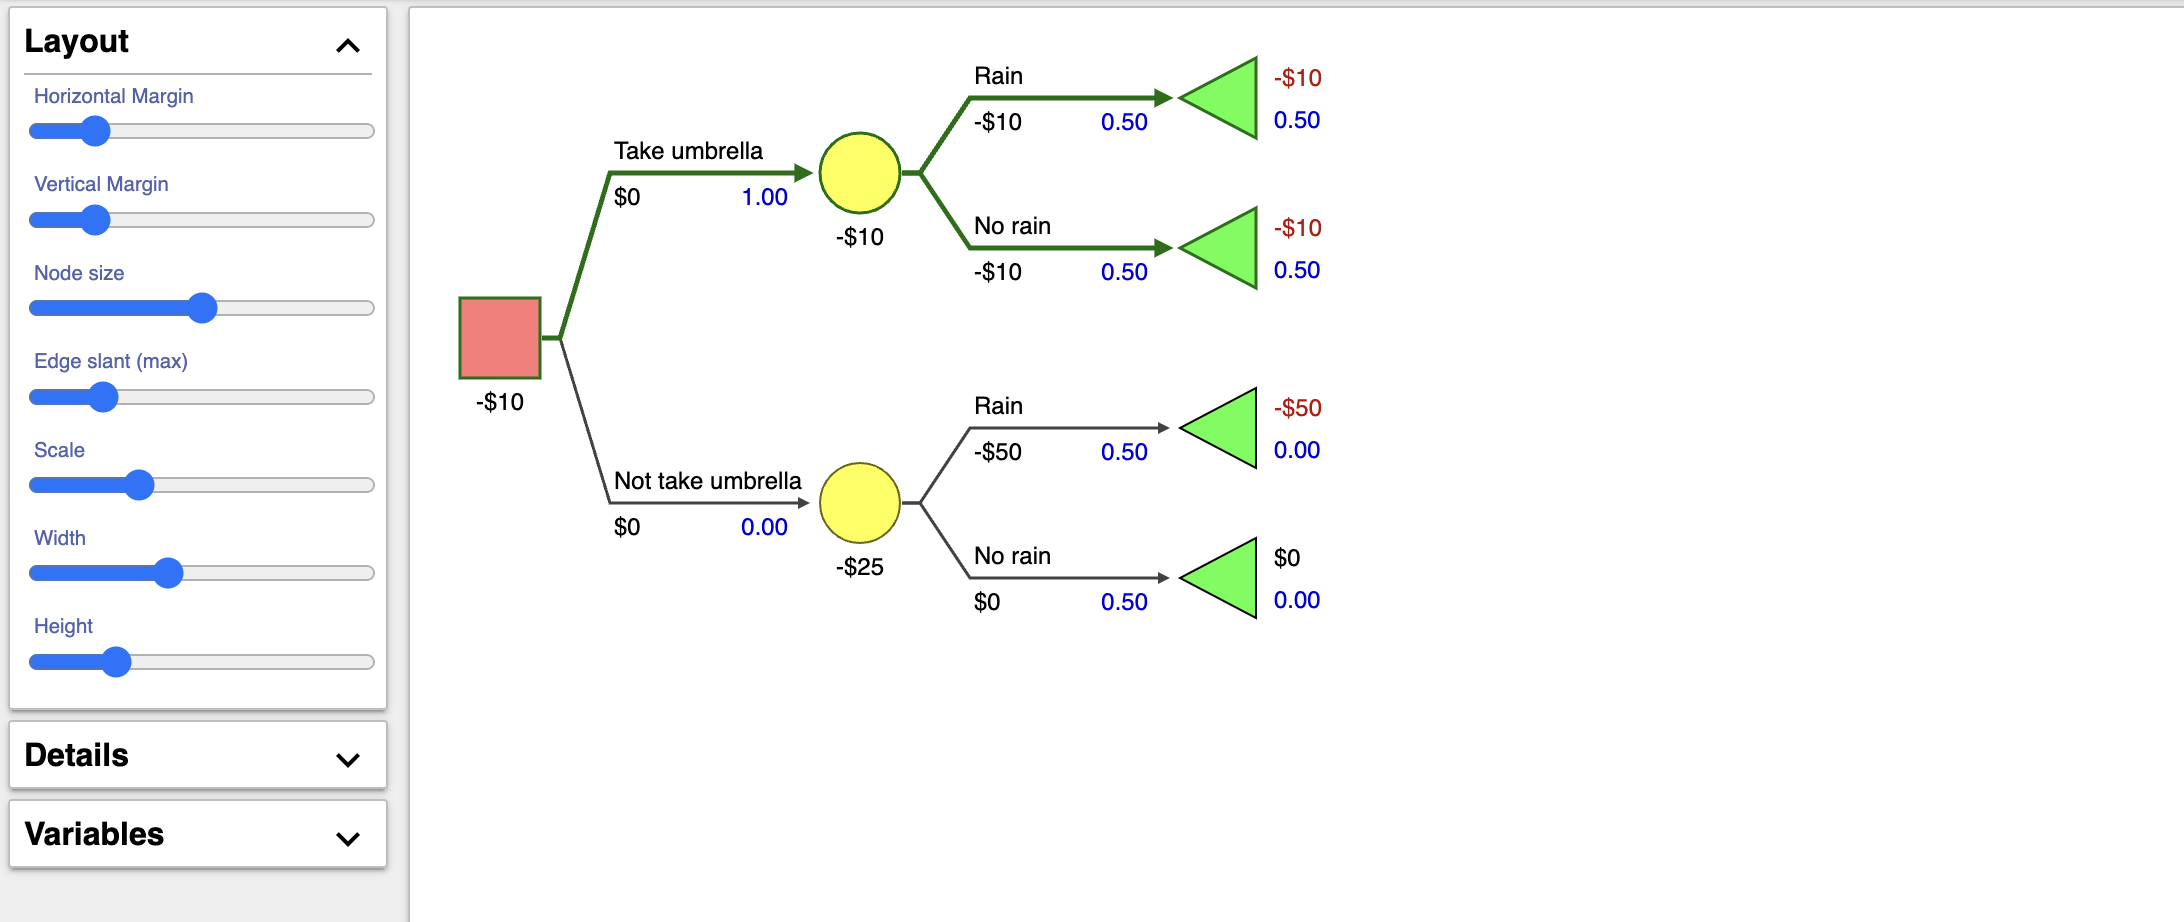 Layout
Horizontal Margin
Vertical Margin
Node size
Edge slant (max)
Scale
Width
Height
Details
Variables
Take umbrella
$0 1.00
-$10
Rain
-$10 0.50
-$10
0.50
No rain
-$10 0.50
-$10
0.50
-$10
Not take umbrella
$0 0.00
-$25
Rain
-$50 0.50
-$50
0.00
No rain
$0 0.50
$0
0.00